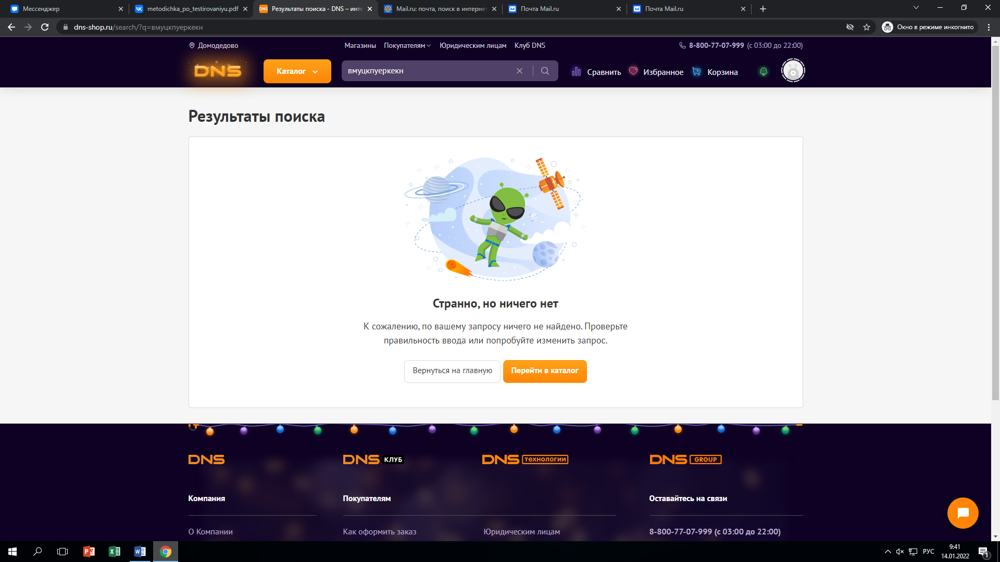 Мессенджер
metodichka_po_testirovaniyu.pdf
Результаты поиска - DNS – инте
Mail.ru: почта, поиск в интернет
Почта Mail.ru
Почта Mail.ru
dns-shop.ru/search/?q=вмуцкпуеркекн
Окно в режиме инкогнито
Домодедово
Магазины
Покупателям
Юридическим лицам
Клуб DNS
8-800-77-07-999 (с 03:00 до 22:00)
DNS
Каталог
вмуцкпуеркекн
Сравнить
Избранное
Корзина
Результаты поиска
Странно, но ничего нет
К сожалению, по вашему запросу ничего не найдено. Проверьте
правильность ввода или попробуйте изменить запрос.
Вернуться на главную
Перейти в каталог
DNS
DNS КЛУБ
DNS ТЕХНОЛОГИИ
DNS GROUP
Компания
Покупателям
Оставайтесь на связи
О Компании
Как оформить заказ
Юридическим лицам
8-800-77-07-999 (с 03:00 до 22:00)
РУС
9:41
14.01.2022
1